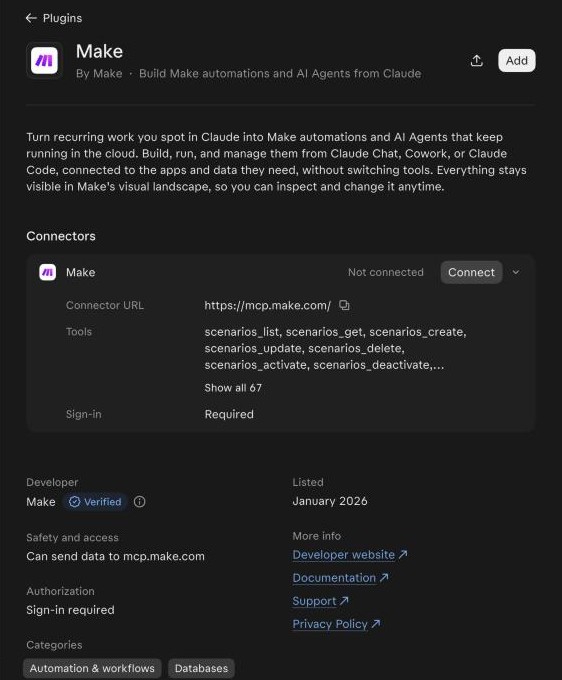 Plugins
Make
By Make · Build Make automations and AI Agents from Claude
Add
Turn recurring work you spot in Claude into Make automations and AI Agents that keep
running in the cloud. Build, run, and manage them from Claude Chat, Cowork, or Claude
Code, connected to the apps and data they need, without switching tools. Everything stays
visible in Make's visual landscape, so you can inspect and change it anytime.
Connectors
Make
Not connected
Connect
Connector URL
https://mcp.make.com/
Tools
scenarios_list, scenarios_get, scenarios_create,
scenarios_update, scenarios_delete,
scenarios_activate, scenarios_deactivate,...
Show all 67
Sign-in
Required
Developer
Make
Verified
Listed
January 2026
Safety and access
Can send data to mcp.make.com
More info
Developer website
Documentation
Support
Privacy Policy
Authorization
Sign-in required
Categories
Automation & workflows
Databases